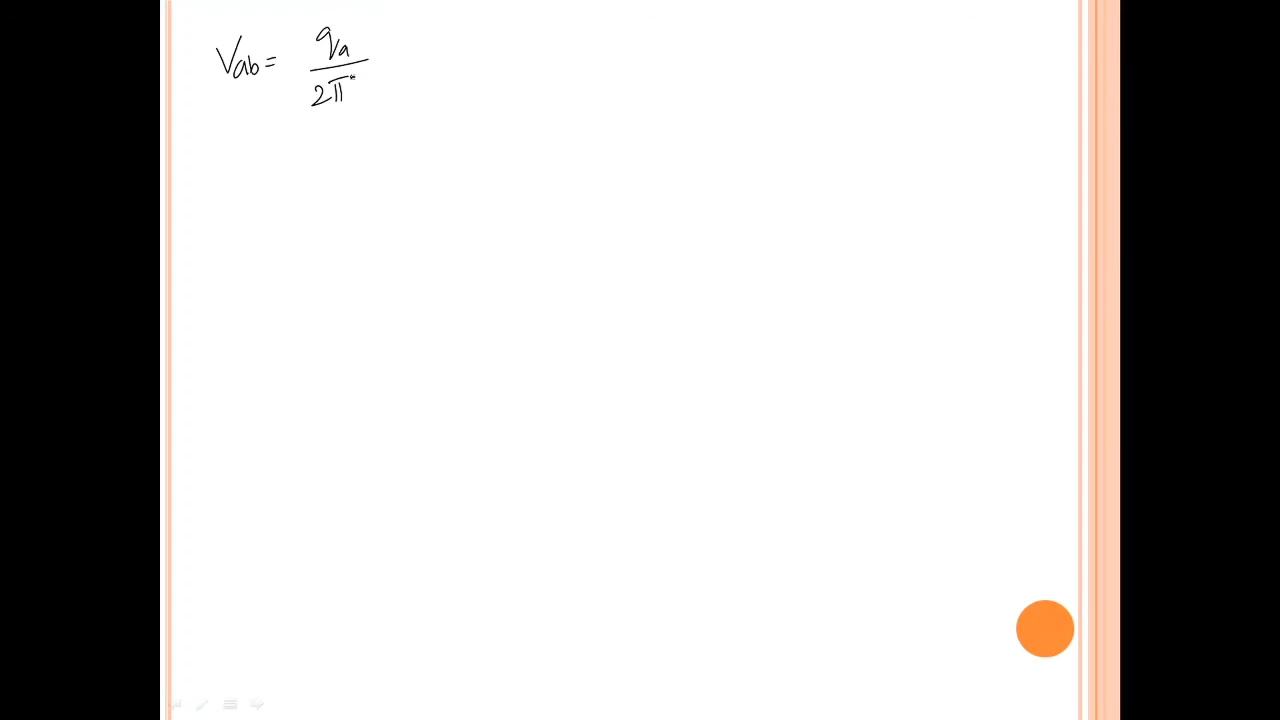 Vab = qa / 2π